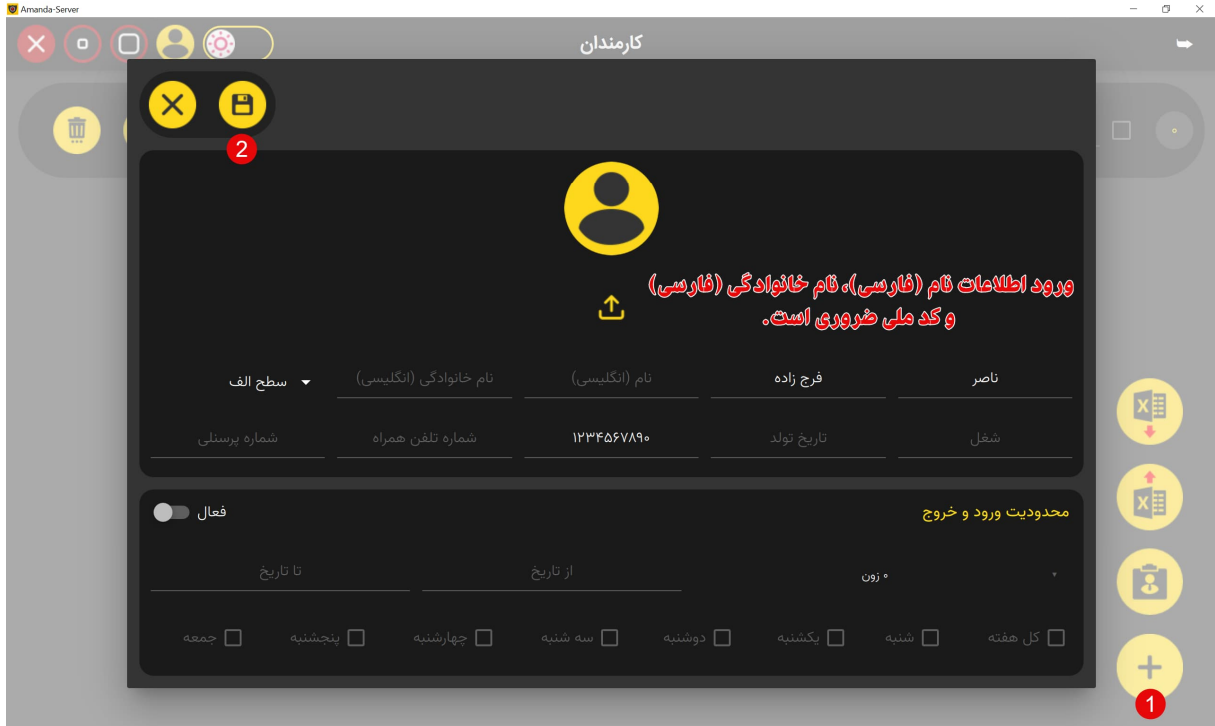 Amanda-Server
کارمندان
2
ورود اطلاعات نام (فارسی)، نام خانوادگی (فارسی)
و کد ملی ضروری است.
ناصر
فرج زاده
نام (انگلیسی)
نام خانوادگی (انگلیسی)
سطح الف
شغل
تاریخ تولد
۱۲۳۴۵۶۷۸۹۰
شماره تلفن همراه
شماره پرسنلی
محدودیت ورود و خروج
فعال
۰ زون
از تاریخ
تا تاریخ
کل هفته
شنبه
یکشنبه
دوشنبه
سه شنبه
چهارشنبه
پنجشنبه
جمعه
1